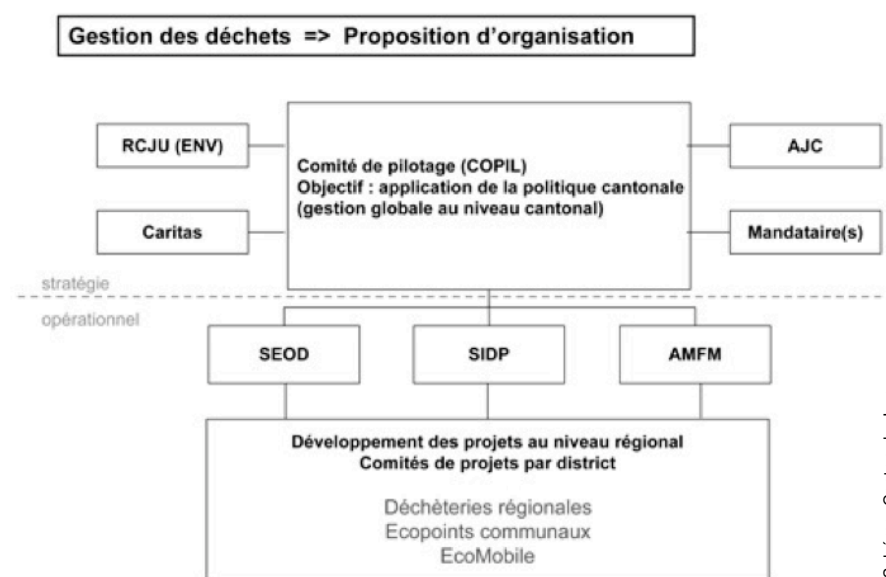 Gestion des déchets => Proposition d'organisation
RCJU (ENV)
Comité de pilotage (COPIL)
Objectif : application de la politique cantonale
(gestion globale au niveau cantonal)
AJC
Caritas
Mandataire(s)
stratégie
opérationnel
SEOD
SIDP
AMFM
Développement des projets au niveau régional
Comités de projets par district
Déchèteries régionales
Ecopoints communaux
EcoMobile